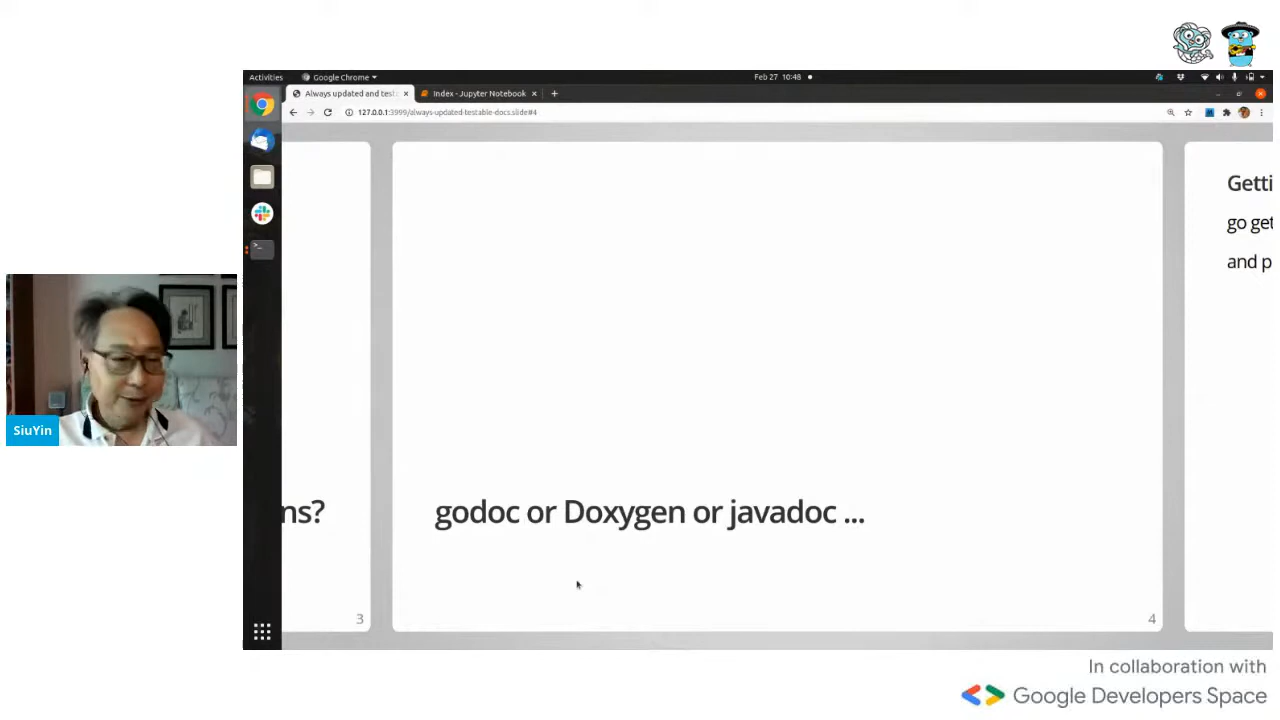 Activities
Google Chrome
Feb 27 10:48
Always updated and test
Index - Jupyter Notebook
127.0.0.1:3999/always-updated-testable-docs.slide#4
ns?
3
godoc or Doxygen or javadoc ...
4
Getti
go get
and p
SiuYin
In collaboration with
Google Developers Space